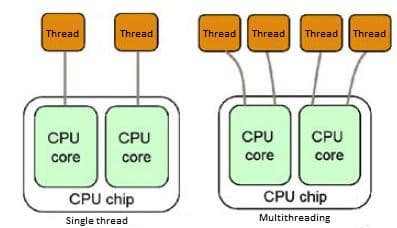 Thread Thread Thread Thread Thread Thread
CPU core CPU core CPU core CPU core
CPU chip CPU chip
Single thread Multithreading